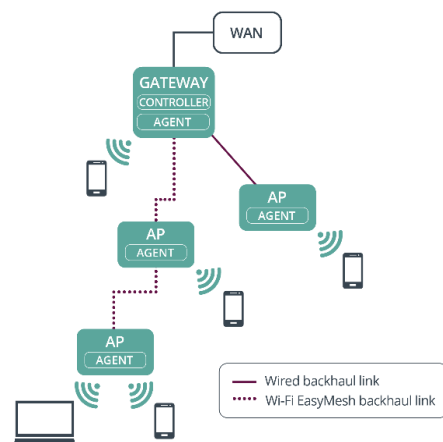 WAN
GATEWAY
CONTROLLER
AGENT
AP
AGENT
AP
AGENT
AP
AGENT
Wired backhaul link
Wi-Fi EasyMesh backhaul link